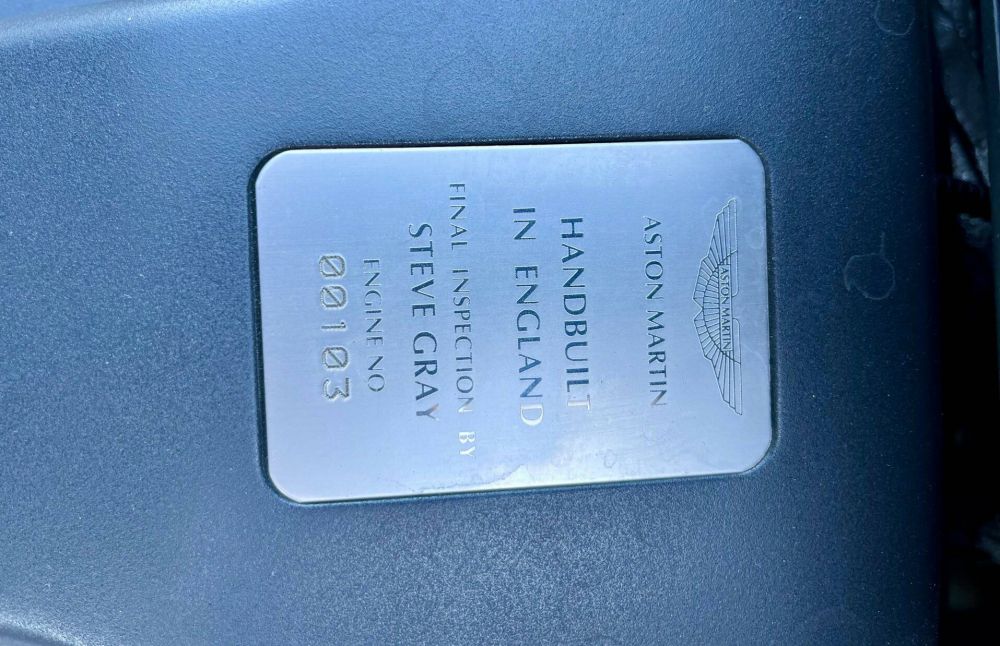 ASTON MARTIN
ASTON MARTIN
HANDBUILT
IN ENGLAND
FINAL INSPECTION BY
STEVE GRAY
ENGINE NO
00103